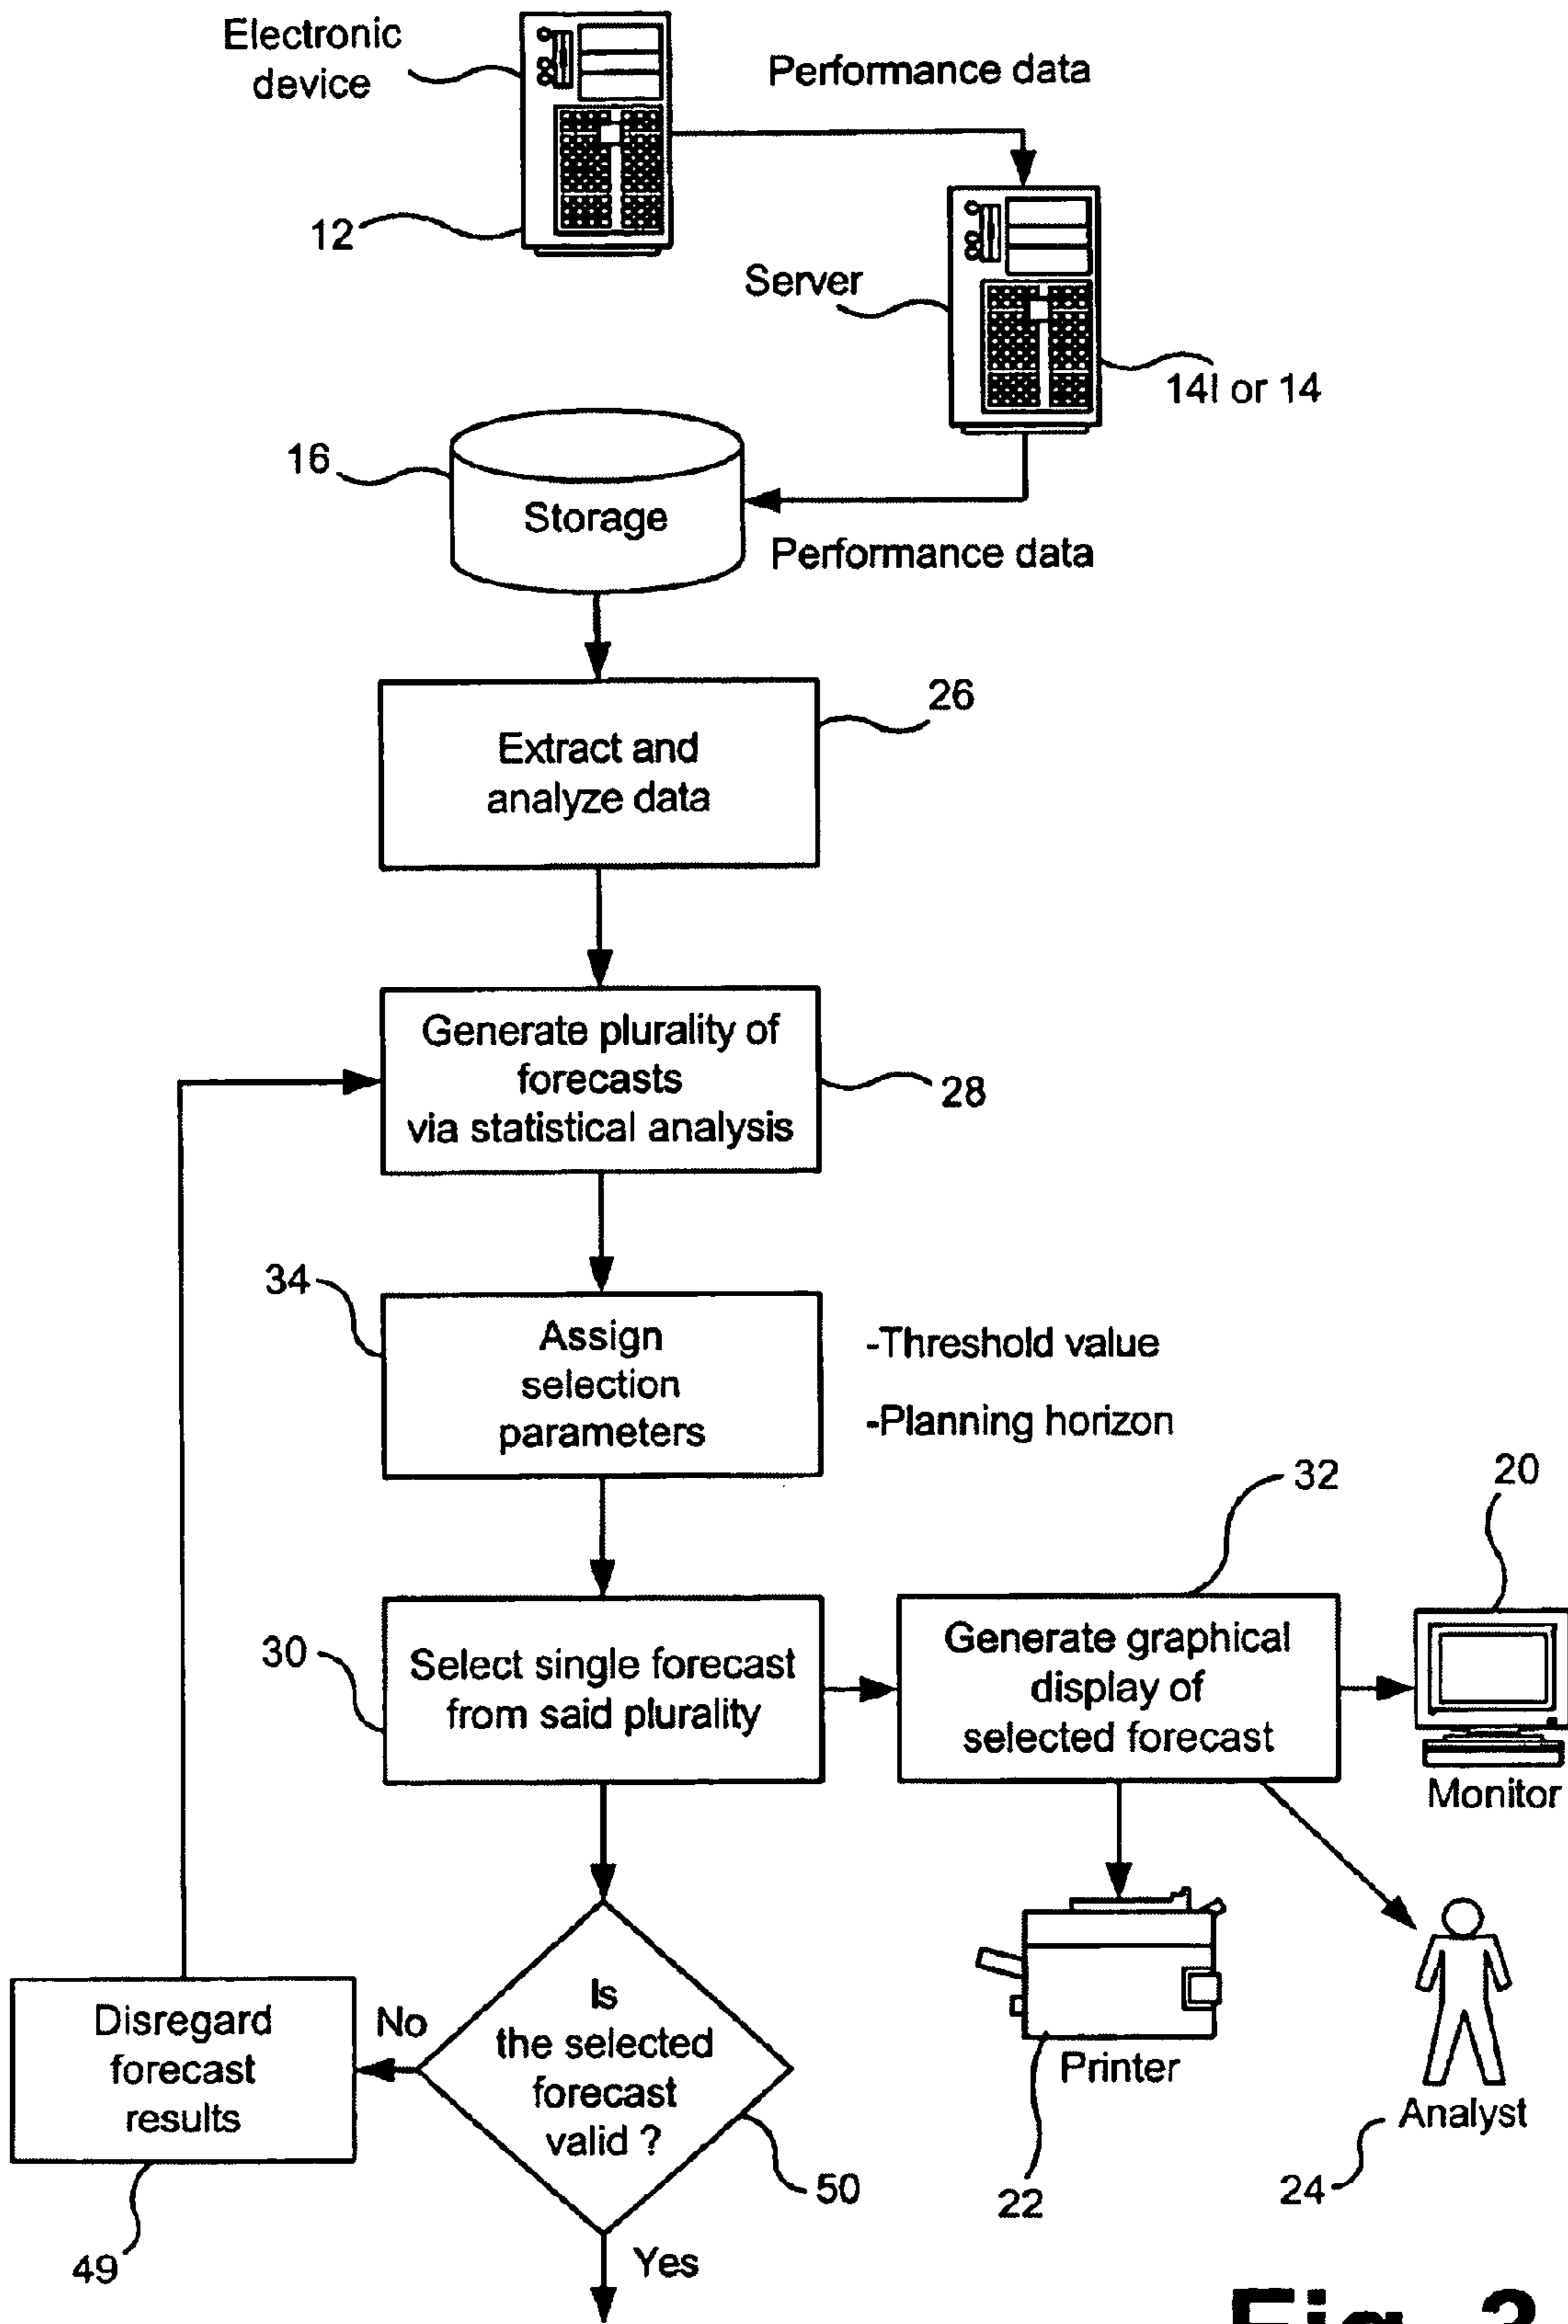 Electronic
device
Performance data
12
Server
14I or 14
16
Storage
Performance data
26
Extract and
analyze data
Generate plurality of
forecasts
via statistical analysis
28
34
Assign
selection
parameters
-Threshold value
-Planning horizon
32
20
30
Select single forecast
from said plurality
Generate graphical
display of
selected forecast
Monitor
Disregard
forecast
results
No
Is
the selected
forecast
valid ?
Printer
Analyst
50
22
24
49
Yes